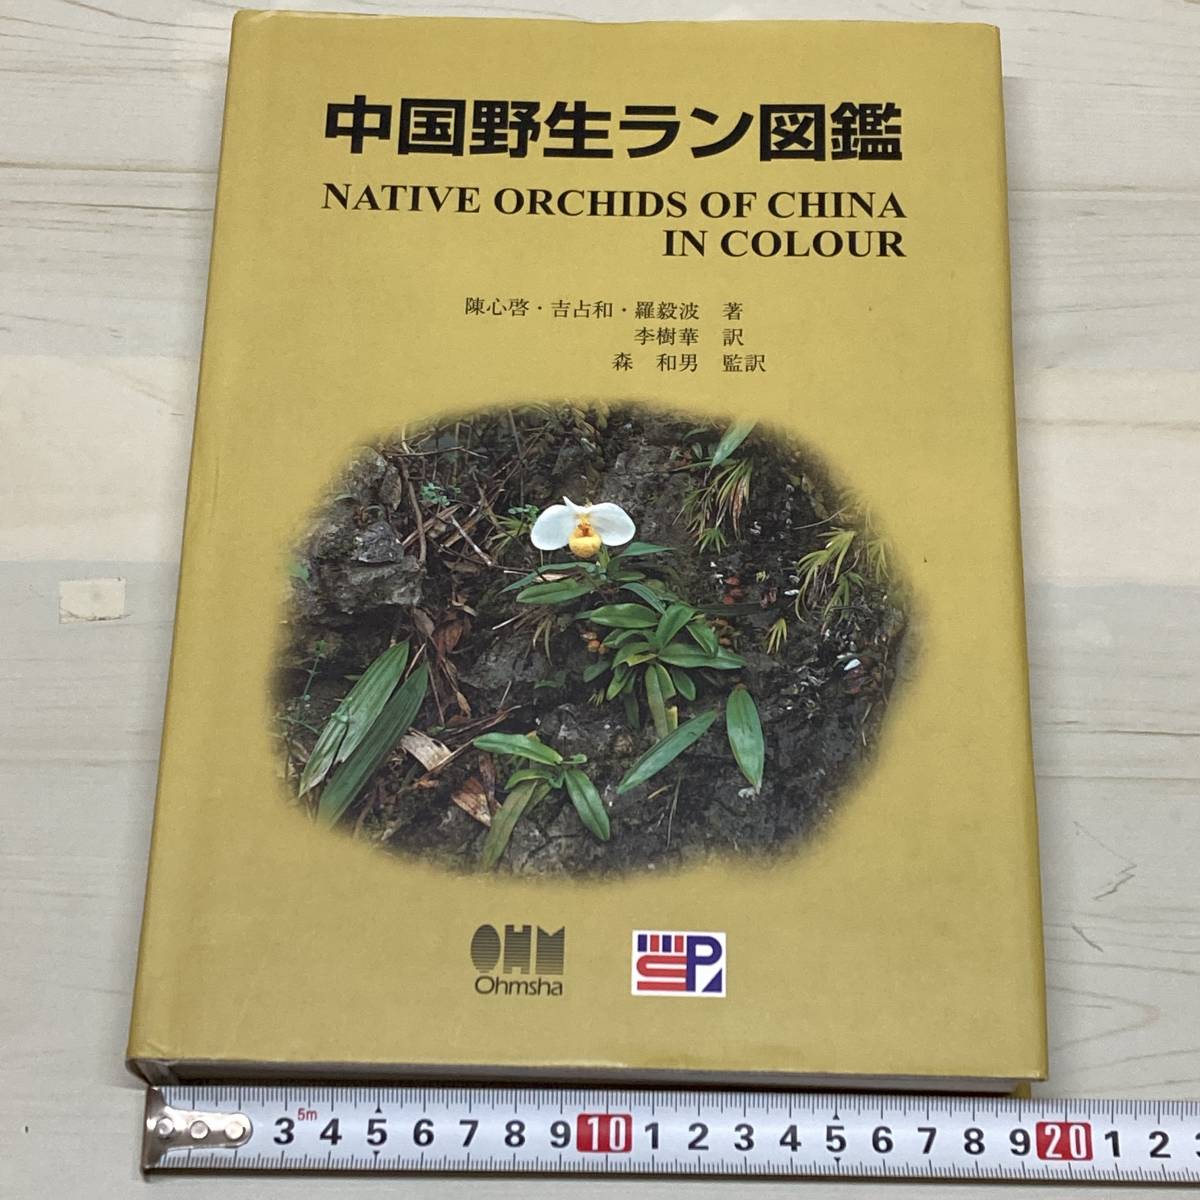 中国野生ラン図鑑
NATIVE ORCHIDS OF CHINA
IN COLOUR
陳心啓・吉占和・羅毅波 著
李樹華 訳
森 和男 監訳
OHM
Ohmsha
3 5m 4 5 6 7 8 9 10 1 2 3 4 5 6 7 8 9 20 1 2